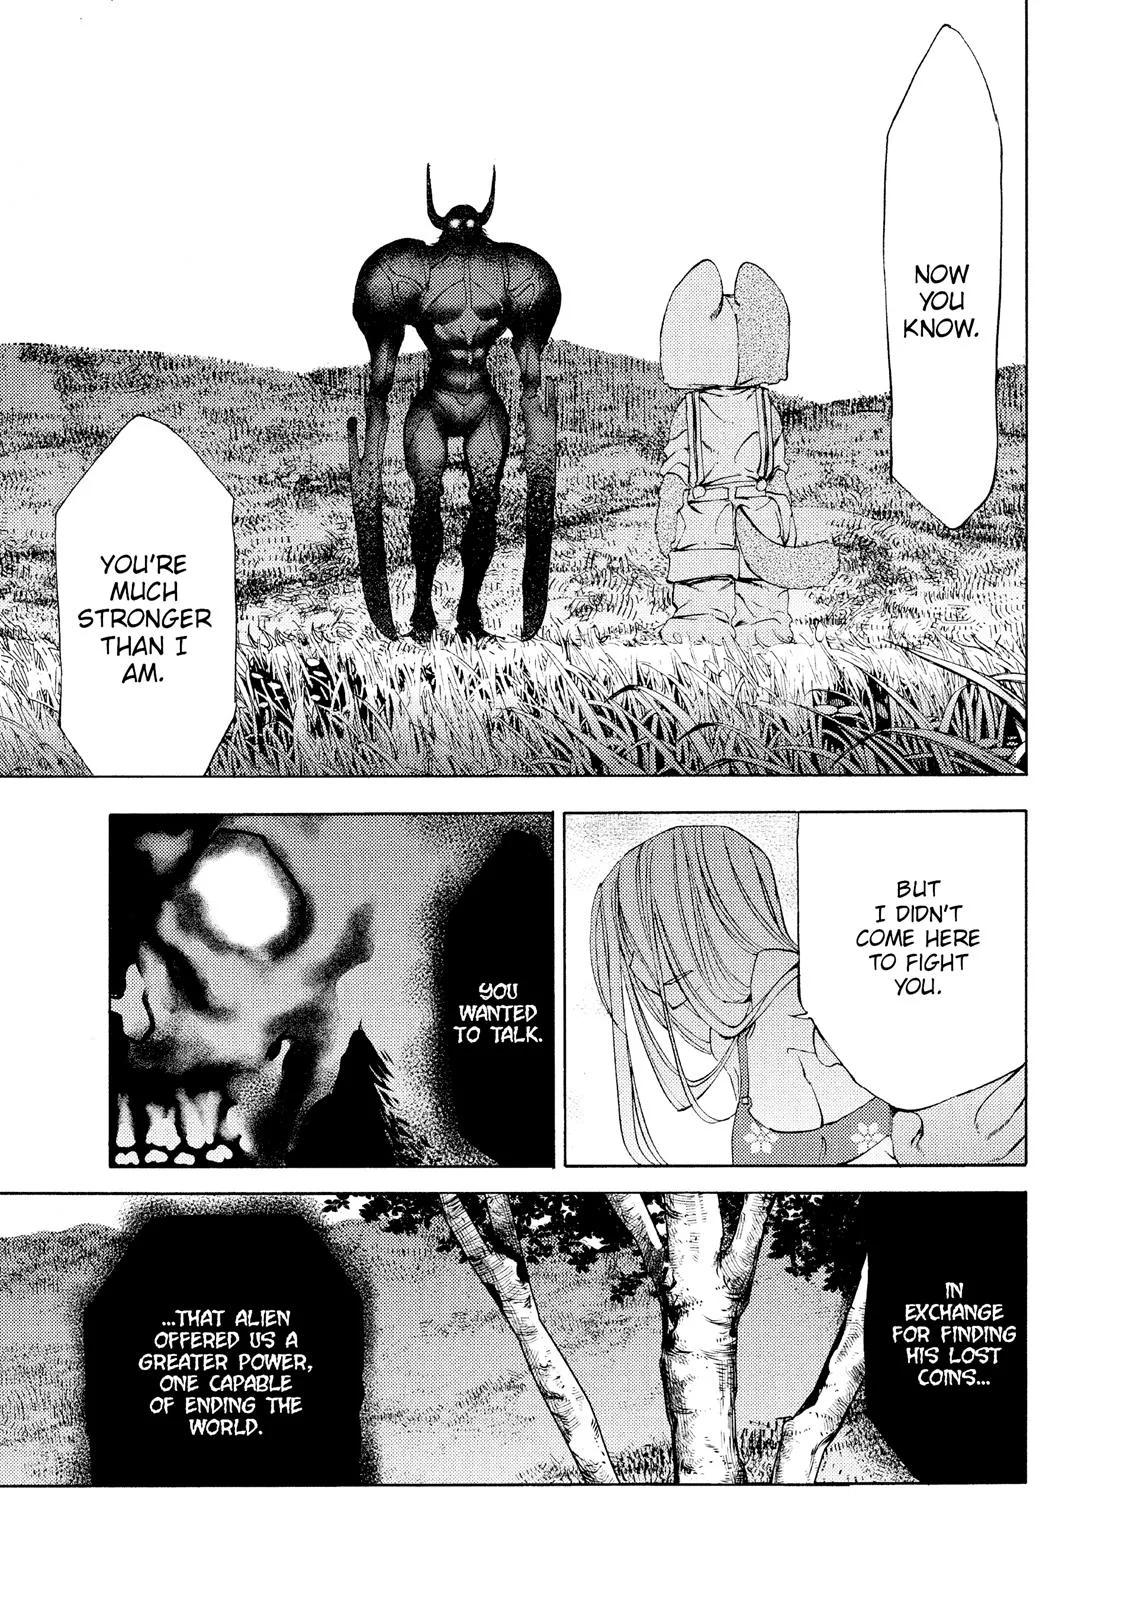 NOW
YOU
KNOW.
YOU'RE
MUCH
STRONGER
THAN I
AM.
BUT
I DIDN'T
COME HERE
TO FIGHT
YOU.
YOU
WANTED
TO TALK.
IN
EXCHANGE
FOR FINDING
HIS LOST
COINS...
...THAT ALIEN
OFFERED US A
GREATER POWER,
ONE CAPABLE
OF ENDING THE
WORLD.